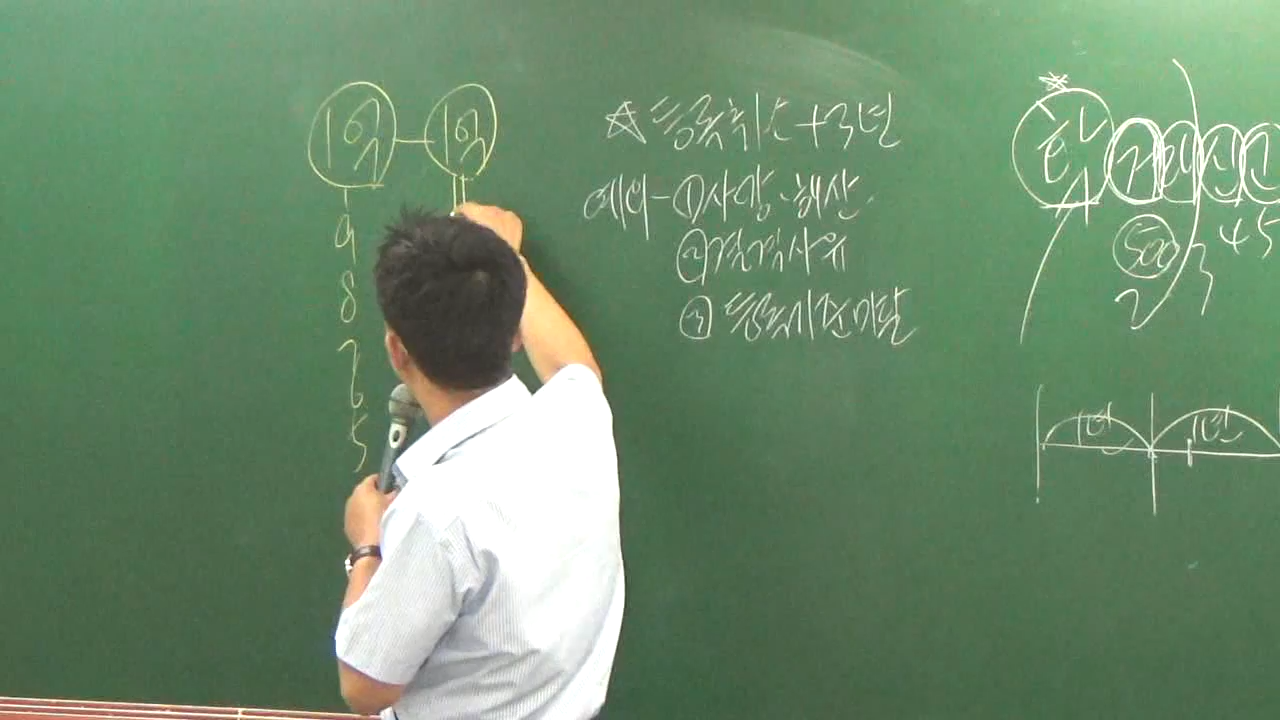 1억 - 1억
9
8
7
5
☆ 등록취소 + 3년
예외 - ① 사망·해산
② 결격사유
③ 등록기준미달
500
2 3 4 5
1년 1년